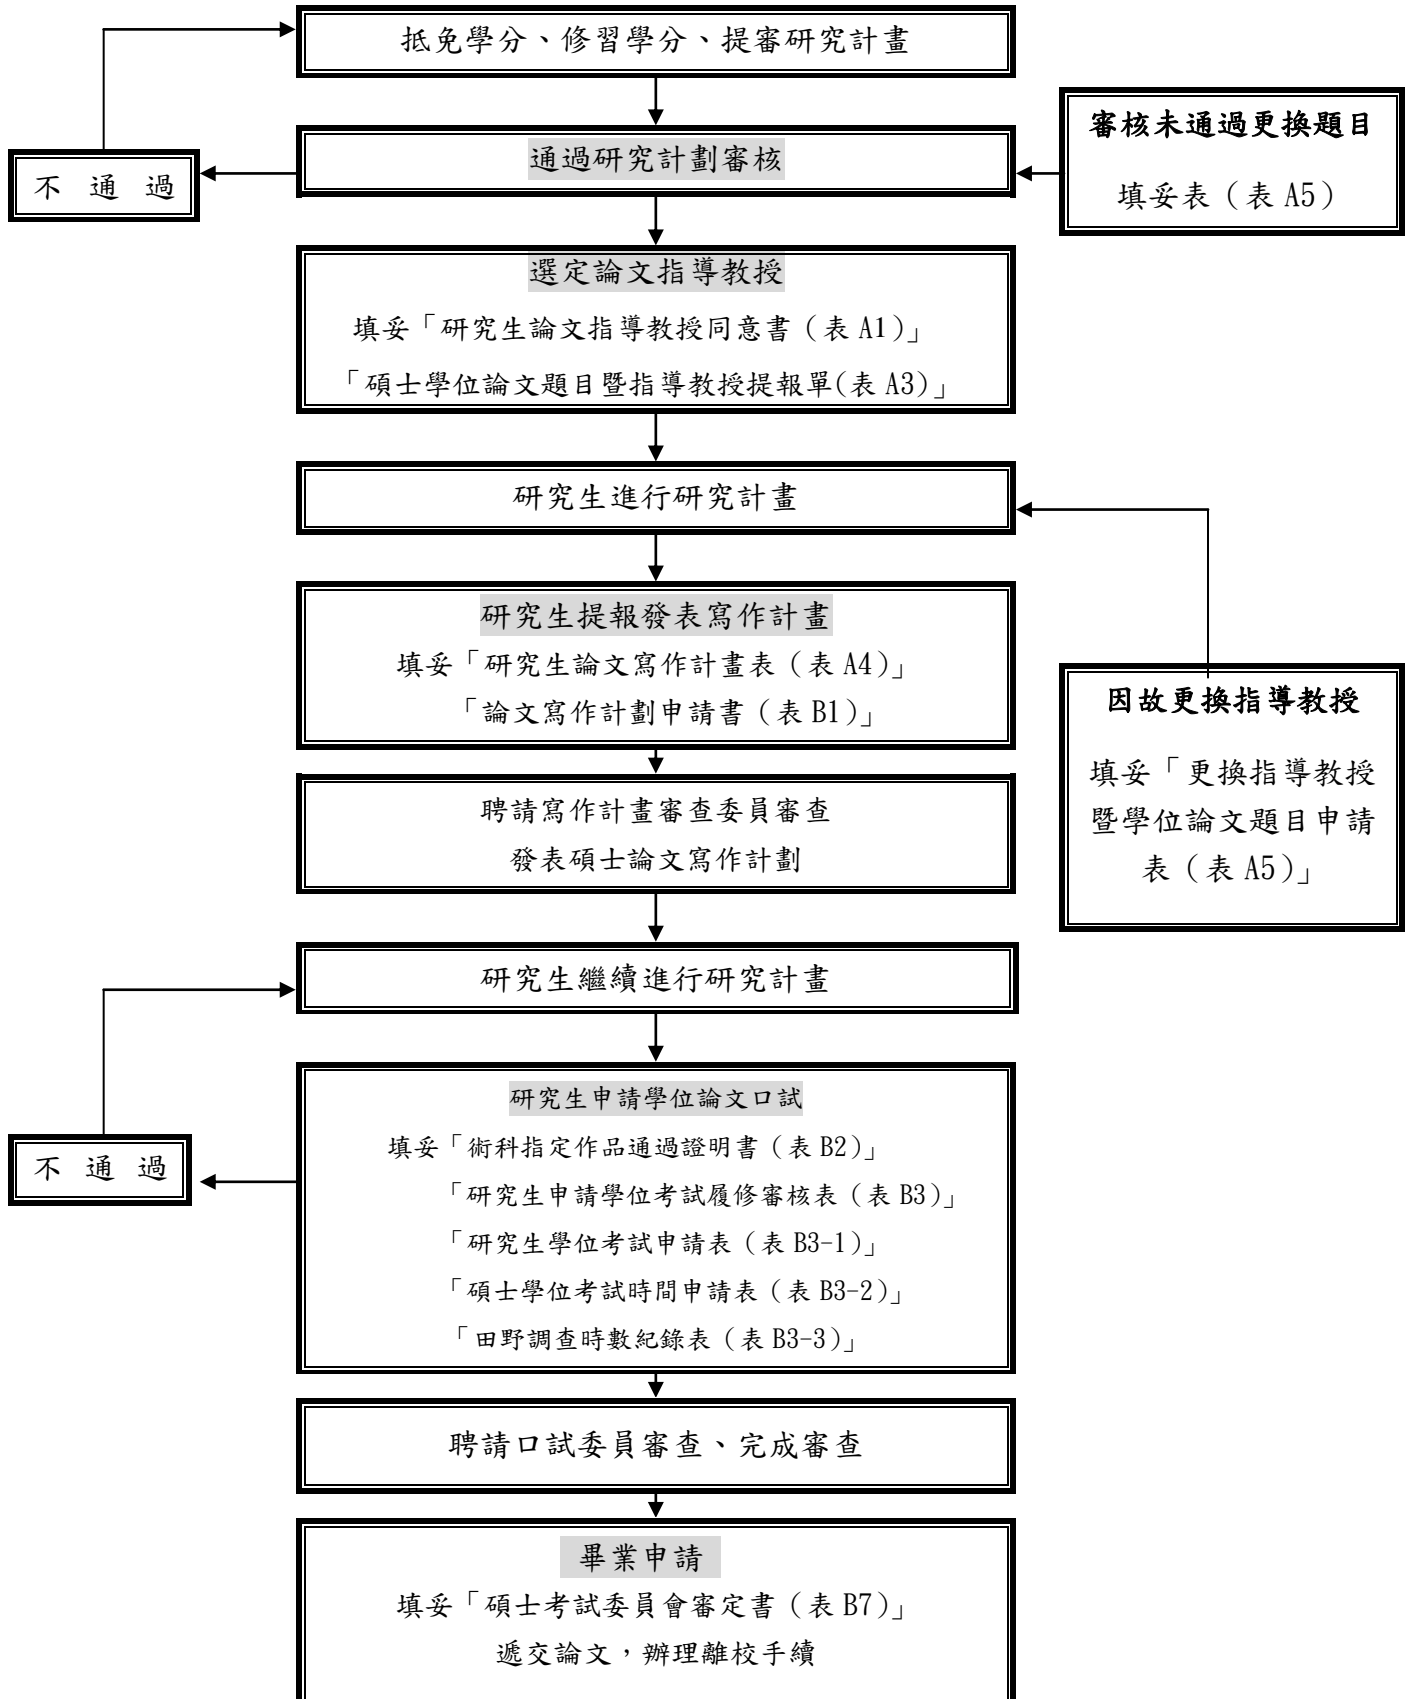 抵免學分、修習學分、提審研究計畫
審核未通過更換題目
填妥表（表 A5）
通過研究計劃審核
不 通 過
選定論文指導教授
填妥「研究生論文指導教授同意書（表 A1）」
「碩士學位論文題目暨指導教授提報單(表 A3)」
研究生進行研究計畫
研究生提報發表寫作計畫
填妥「研究生論文寫作計畫表（表 A4）」
「論文寫作計劃申請書（表 B1）」
因故更換指導教授
填妥「更換指導教授
暨學位論文題目申請
表（表 A5）」
聘請寫作計畫審查委員審查
發表碩士論文寫作計劃
研究生繼續進行研究計畫
不 通 過
研究生申請學位論文口試
填妥「術科指定作品通過證明書（表 B2）」
「研究生申請學位考試履修審核表（表 B3）」
「研究生學位考試申請表（表 B3-1）」
「碩士學位考試時間申請表（表 B3-2）」
「田野調查時數紀錄表（表 B3-3）」
聘請口試委員審查、完成審查
畢業申請
填妥「碩士考試委員會審定書（表 B7）」
遞交論文，辦理離校手續